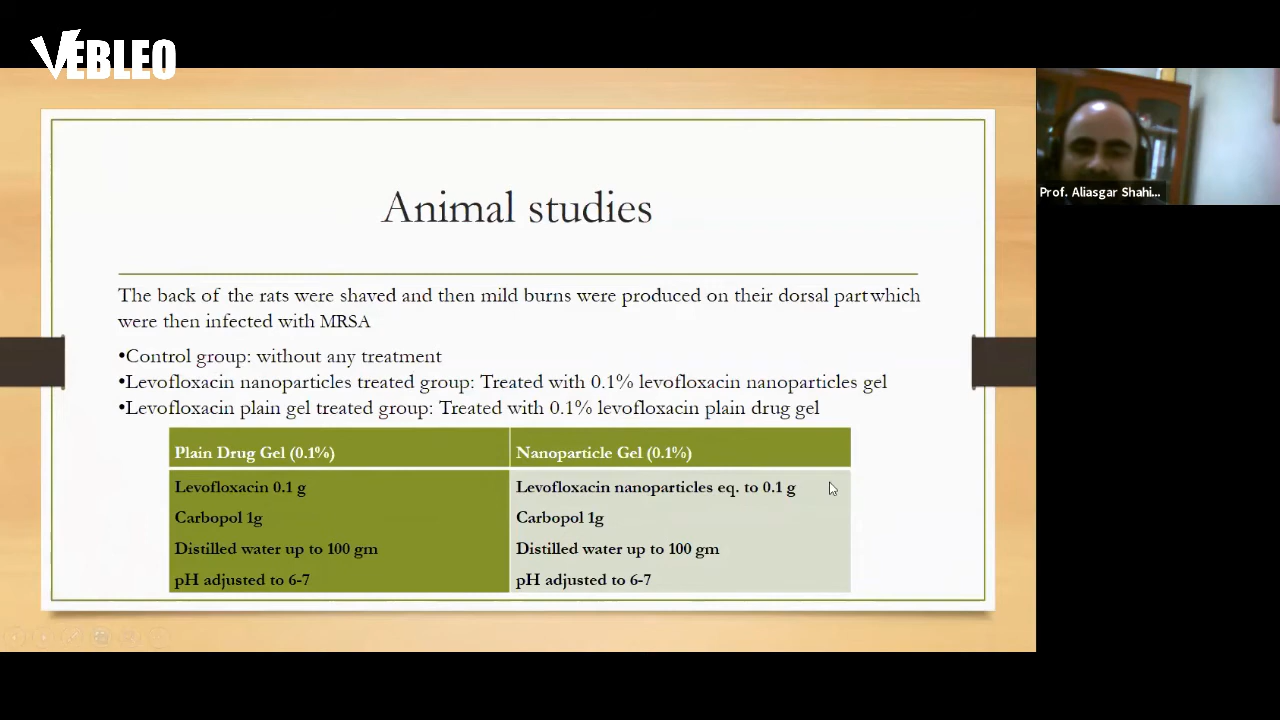 VEBLEO
Prof. Aliasgar Shahi...
Animal studies
The back of the rats were shaved and then mild burns were produced on their dorsal part which
were then infected with MRSA
•Control group: without any treatment
•Levofloxacin nanoparticles treated group: Treated with 0.1% levofloxacin nanoparticles gel
•Levofloxacin plain gel treated group: Treated with 0.1% levofloxacin plain drug gel
Plain Drug Gel (0.1%)
Nanoparticle Gel (0.1%)
Levofloxacin 0.1 g
Levofloxacin nanoparticles eq. to 0.1 g
Carbopol 1g
Carbopol 1g
Distilled water up to 100 gm
Distilled water up to 100 gm
pH adjusted to 6-7
pH adjusted to 6-7